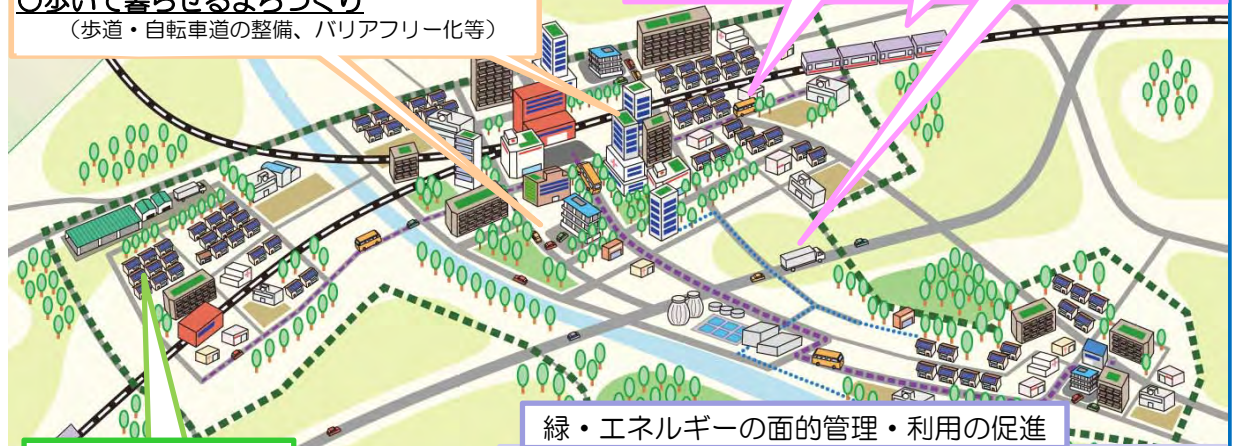 ○歩いて暮らせるまちづくり
（歩道・自転車道の整備、バリアフリー化等）
緑・エネルギーの面的管理・利用の促進